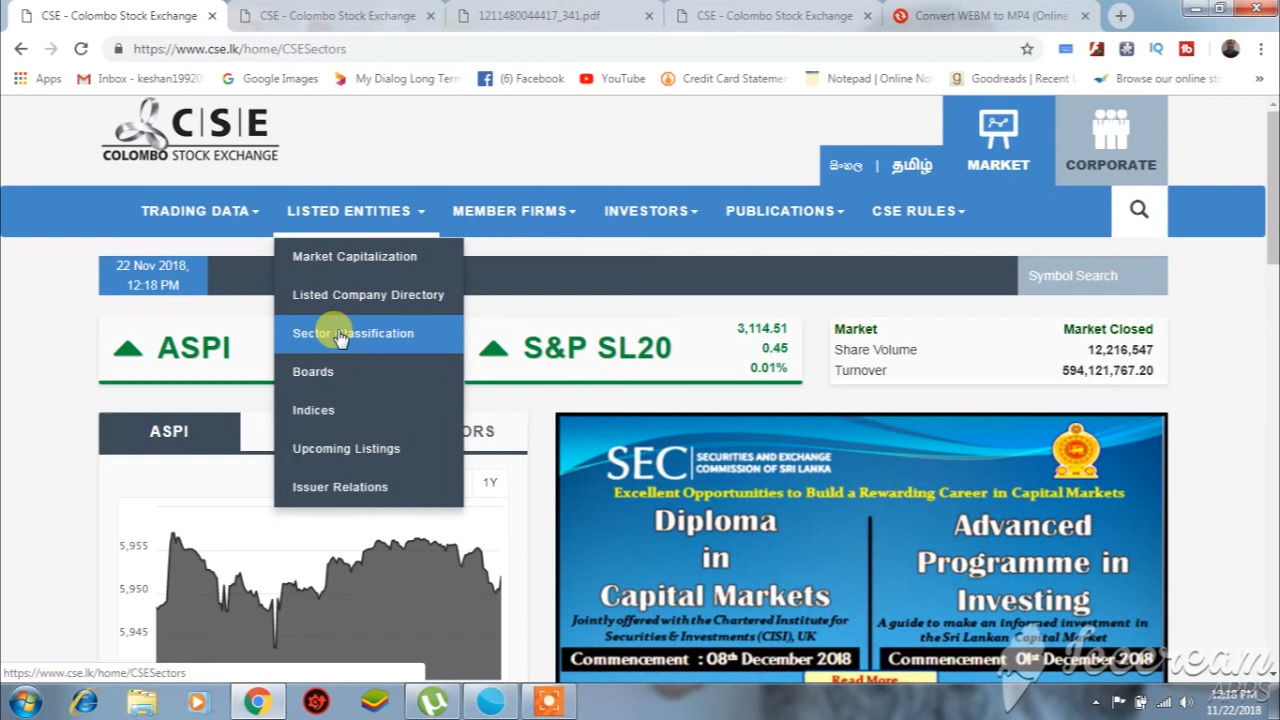 CSE - Colombo Stock Exchange
CSE - Colombo Stock Exchange
1211480044417_341.pdf
CSE - Colombo Stock Exchange
Convert WEBM to MP4 (Online
https://www.cse.lk/home/CSESectors
Apps
Inbox - keshan19920
Google Images
My Dialog Long Term
(6) Facebook
YouTube
Credit Card Statemen
Notepad | Online No
Goodreads | Recent U
Browse our online sto
C|S|E
COLOMBO STOCK EXCHANGE
සිංහල | தமிழ்
MARKET
CORPORATE
TRADING DATA
LISTED ENTITIES
MEMBER FIRMS
INVESTORS
PUBLICATIONS
CSE RULES
22 Nov 2018,
12:18 PM
Symbol Search
Market Capitalization
Listed Company Directory
Sector Classification
Boards
Indices
Upcoming Listings
Issuer Relations
ASPI
S&P SL20
3,114.51
0.45
0.01%
Market Market Closed
Share Volume 12,216,547
Turnover 594,121,767.20
ASPI
ORS
1Y
5,955
5,950
5,945
SEC SECURITIES AND EXCHANGE
COMMISSION OF SRI LANKA
Excellent Opportunities to Build a Rewarding Career in Capital Markets
Diploma
in
Capital Markets
Jointly offered with the Chartered Institute for
Securities & Investments (CISI), UK
Commencement : 08th December 2018
Advanced
Programme in
Investing
A guide to make an informed investment in
the Sri Lankan Capital Market
Commencement 01st December 2018
Read More
https://www.cse.lk/home/CSESectors
Icecream
APPS
12:18 PM
11/22/2018